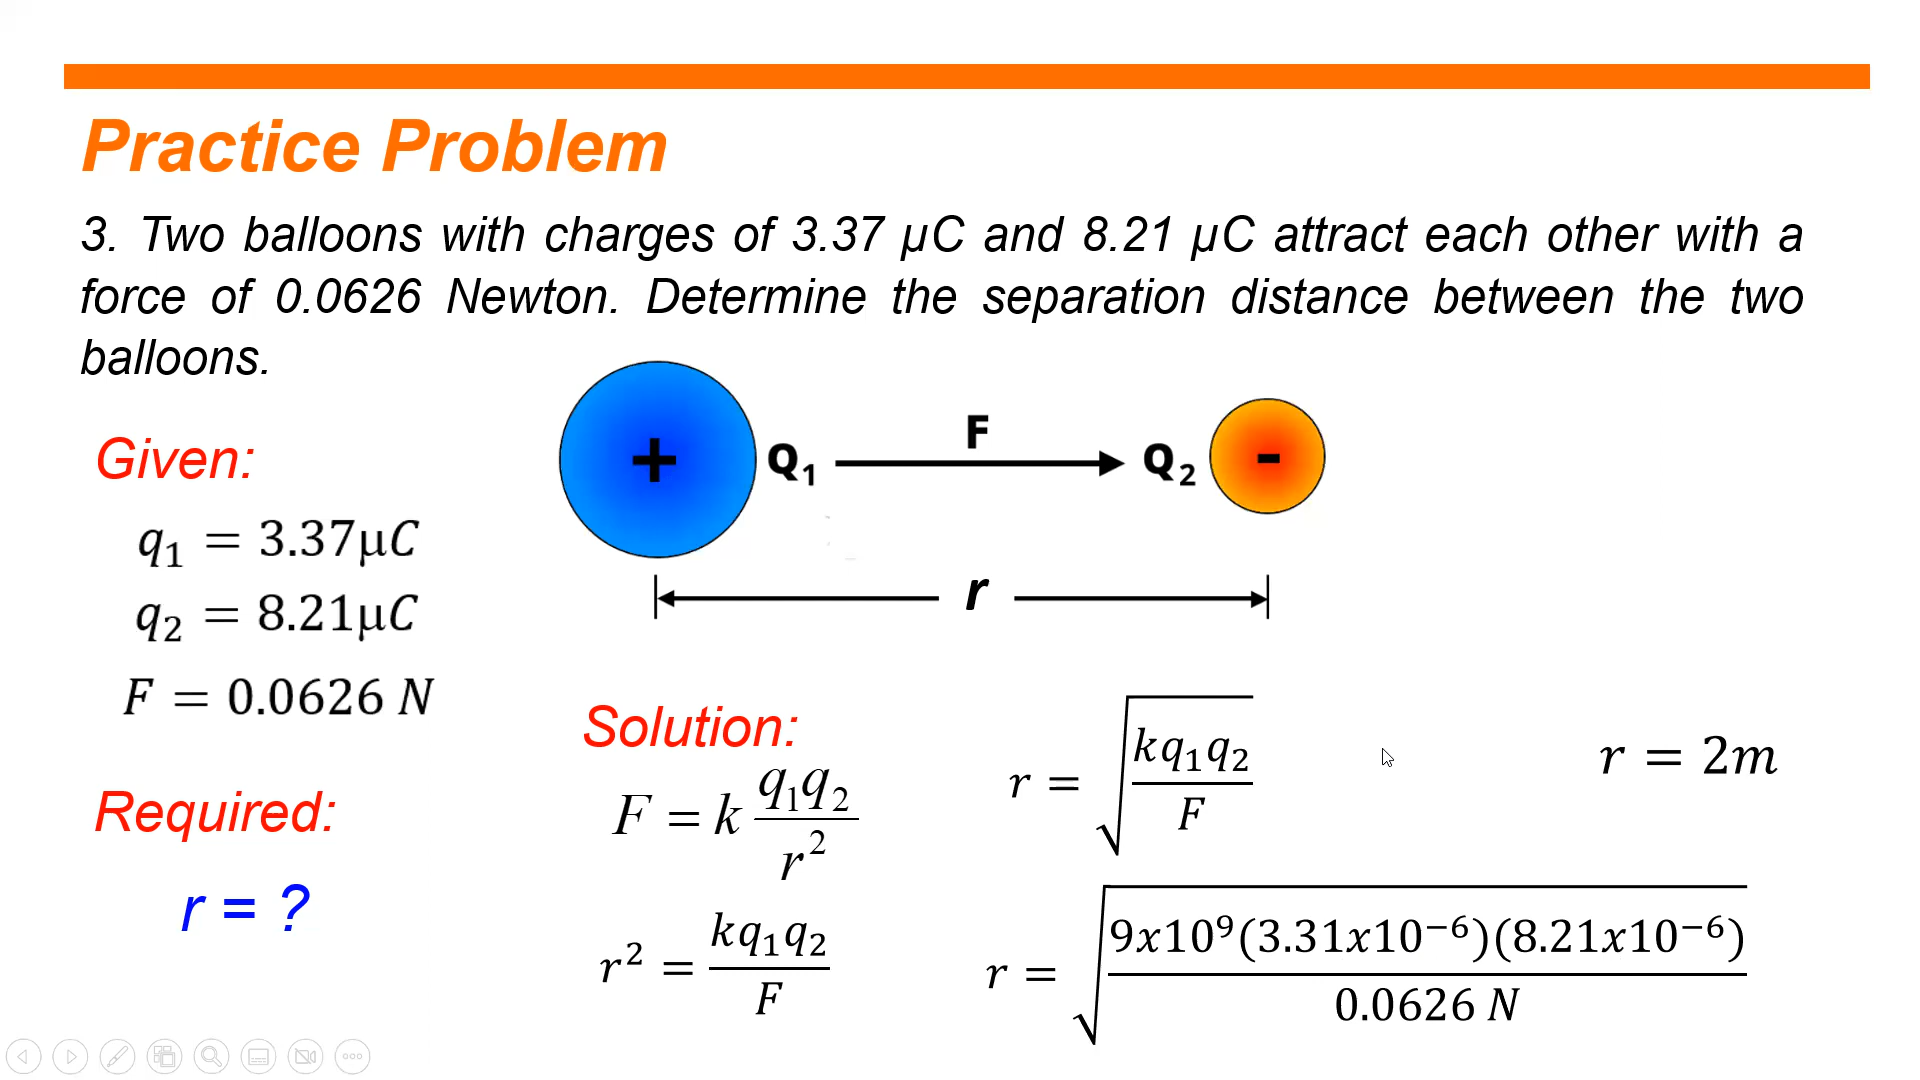 Practice Problem
3. Two balloons with charges of 3.37 µC and 8.21 µC attract each other with a
force of 0.0626 Newton. Determine the separation distance between the two
balloons.
+ Q₁ F Q₂ -
r
Given:
q₁ = 3.37µC
q₂ = 8.21µC
F = 0.0626 N
Required:
r = ?
Solution:
F = k q₁q₂ / r²
r² = kq₁q₂ / F
r = √(kq₁q₂ / F)
r = √(9x10⁹(3.31x10⁻⁶)(8.21x10⁻⁶) / 0.0626 N)
r = 2m